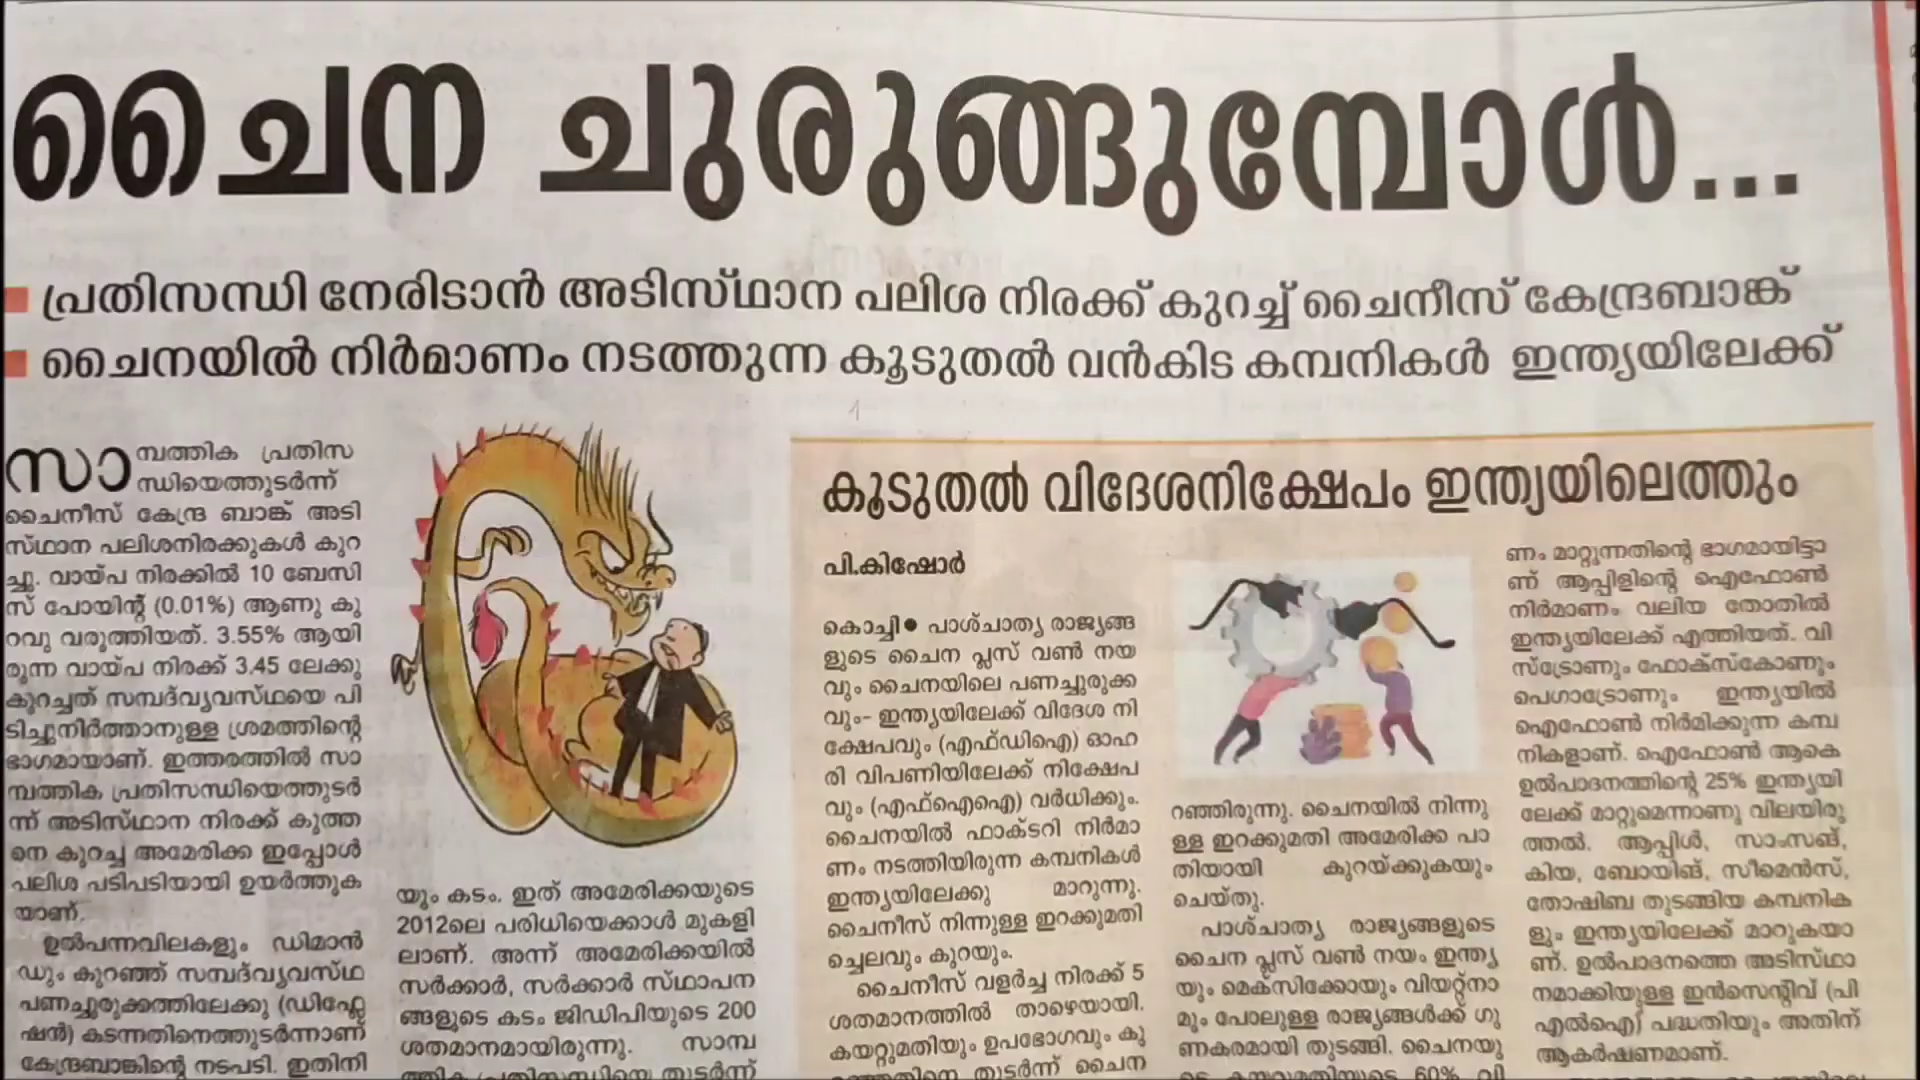 ചൈന ചുരുങ്ങുമ്പോൾ...
പ്രതിസന്ധി നേരിടാൻ അടിസ്ഥാന പലിശ നിരക്ക് കുറച്ച് ചൈനീസ് കേന്ദ്രബാങ്ക്
ചൈനയിൽ നിർമാണം നടത്തുന്ന കൂടുതൽ വൻകിട കമ്പനികൾ ഇന്ത്യയിലേക്ക്
സാമ്പത്തിക പ്രതിസ
ന്ധിയെത്തുടർന്ന്
ചൈനീസ് കേന്ദ്ര ബാങ്ക് അടി
സ്ഥാന പലിശനിരക്കുകൾ കുറ
ച്ചു. വായ്പ നിരക്കിൽ 10 ബേസി
സ് പോയിന്റ് (0.01%) ആണു കു
റവു വരുത്തിയത്. 3.55% ആയി
രുന്ന വായ്പ നിരക്ക് 3.45 ലേക്കു
കുറച്ചത് സമ്പദ്‌വ്യവസ്ഥയെ പി
ടിച്ചുനിർത്താനുള്ള ശ്രമത്തിന്റെ
ഭാഗമായാണ്. ഇത്തരത്തിൽ സാ
മ്പത്തിക പ്രതിസന്ധിയെത്തുടർ
ന്ന് അടിസ്ഥാന നിരക്ക് കുത്ത
നെ കുറച്ച അമേരിക്ക ഇപ്പോൾ
പലിശ പടിപടിയായി ഉയർത്തുക
യാണ്.
ഉൽപന്നവിലകളും ഡിമാൻ
ഡും കുറഞ്ഞ് സമ്പദ്‌വ്യവസ്ഥ
പണച്ചുരുക്കത്തിലേക്കു (ഡിഫ്ലേ
ഷൻ) കടന്നതിനെത്തുടർന്നാണ്
കേന്ദ്രബാങ്കിന്റെ നടപടി. ഇതിനി
യും കടം. ഇത് അമേരിക്കയുടെ
2012ലെ പരിധിയെക്കാൾ മുകളി
ലാണ്. അന്ന് അമേരിക്കയിൽ
സർക്കാർ, സർക്കാർ സ്ഥാപന
ങ്ങളുടെ കടം ജിഡിപിയുടെ 200
ശതമാനമായിരുന്നു. സാമ്പ
ത്തിക പ്രതിസന്ധിയെ തുടർന്ന്
കൂടുതൽ വിദേശനിക്ഷേപം ഇന്ത്യയിലെത്തും
പി.കിഷോർ
കൊച്ചി● പാശ്ചാത്യ രാജ്യങ്ങ
ളുടെ ചൈന പ്ലസ് വൺ നയ
വും ചൈനയിലെ പണച്ചുരുക്ക
വും– ഇന്ത്യയിലേക്ക് വിദേശ നി
ക്ഷേപവും (എഫ്ഡിഐ) ഓഹ
രി വിപണിയിലേക്ക് നിക്ഷേപ
വും (എഫ്ഐഐ) വർധിക്കും.
ചൈനയിൽ ഫാക്ടറി നിർമാ
ണം നടത്തിയിരുന്ന കമ്പനികൾ
ഇന്ത്യയിലേക്കു മാറുന്നു.
ചൈനീസ് നിന്നുള്ള ഇറക്കുമതി
ച്ചെലവും കുറയും.
ചൈനീസ് വളർച്ച നിരക്ക് 5
ശതമാനത്തിൽ താഴെയായി.
കയറ്റുമതിയും ഉപഭോഗവും കു
റഞ്ഞതിനെ തുടർന്ന് ചൈന
റഞ്ഞിരുന്നു. ചൈനയിൽ നിന്നു
ള്ള ഇറക്കുമതി അമേരിക്ക പാ
തിയായി കുറയ്ക്കുകയും
ചെയ്തു.
പാശ്ചാത്യ രാജ്യങ്ങളുടെ
ചൈന പ്ലസ് വൺ നയം ഇന്ത്യ
യും മെക്സിക്കോയും വിയറ്റ്നാ
മും പോലുള്ള രാജ്യങ്ങൾക്ക് ഗു
ണകരമായി തുടങ്ങി. ചൈനയു
ടെ കയറ്റുമതിയുടെ 60% വി
ണം മാറ്റുന്നതിന്റെ ഭാഗമായിട്ടാ
ണ് ആപ്പിളിന്റെ ഐഫോൺ
നിർമാണം വലിയ തോതിൽ
ഇന്ത്യയിലേക്ക് എത്തിയത്. വി
സ്ട്രോണും ഫോക്സ്കോണും
പെഗാട്രോണും ഇന്ത്യയിൽ
ഐഫോൺ നിർമിക്കുന്ന കമ്പ
നികളാണ്. ഐഫോൺ ആകെ
ഉൽപാദനത്തിന്റെ 25% ഇന്ത്യയി
ലേക്ക് മാറ്റുമെന്നാണു വിലയിരു
ത്തൽ. ആപ്പിൾ, സാംസങ്,
കിയ, ബോയിങ്, സീമെൻസ്,
തോഷിബ തുടങ്ങിയ കമ്പനിക
ളും ഇന്ത്യയിലേക്ക് മാറുകയാ
ണ്. ഉൽപാദനത്തെ അടിസ്ഥാ
നമാക്കിയുള്ള ഇൻസെന്റിവ് (പി
എൽഐ) പദ്ധതിയും അതിന്
ആകർഷണമാണ്.